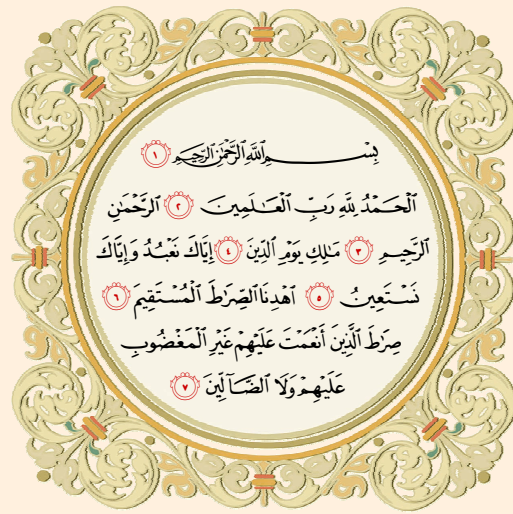 بِسْمِ ٱللَّهِ ٱلرَّحْمَٰنِ ٱلرَّحِيمِ ١
ٱلْحَمْدُ لِلَّهِ رَبِّ ٱلْعَٰلَمِينَ ٢ ٱلرَّحْمَٰنِ
ٱلرَّحِيمِ ٣ مَٰلِكِ يَوْمِ ٱلدِّينِ ٤ إِيَّاكَ نَعْبُدُ وَإِيَّاكَ
نَسْتَعِينُ ٥ ٱهْدِنَا ٱلصِّرَٰطَ ٱلْمُسْتَقِيمَ ٦
صِرَٰطَ ٱلَّذِينَ أَنْعَمْتَ عَلَيْهِمْ غَيْرِ ٱلْمَغْضُوبِ
عَلَيْهِمْ وَلَا ٱلضَّآلِّينَ ٧